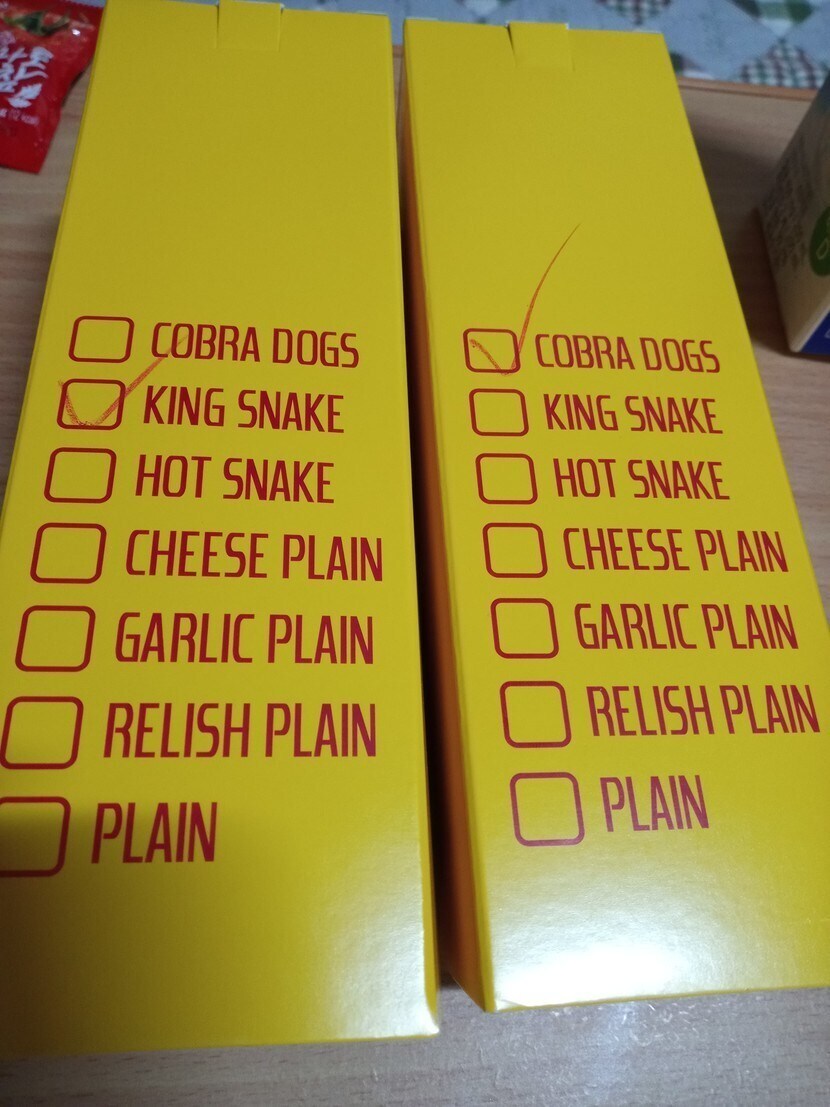 COBRA DOGS
KING SNAKE
HOT SNAKE
CHEESE PLAIN
GARLIC PLAIN
RELISH PLAIN
PLAIN
COBRA DOGS
KING SNAKE
HOT SNAKE
CHEESE PLAIN
GARLIC PLAIN
RELISH PLAIN
PLAIN